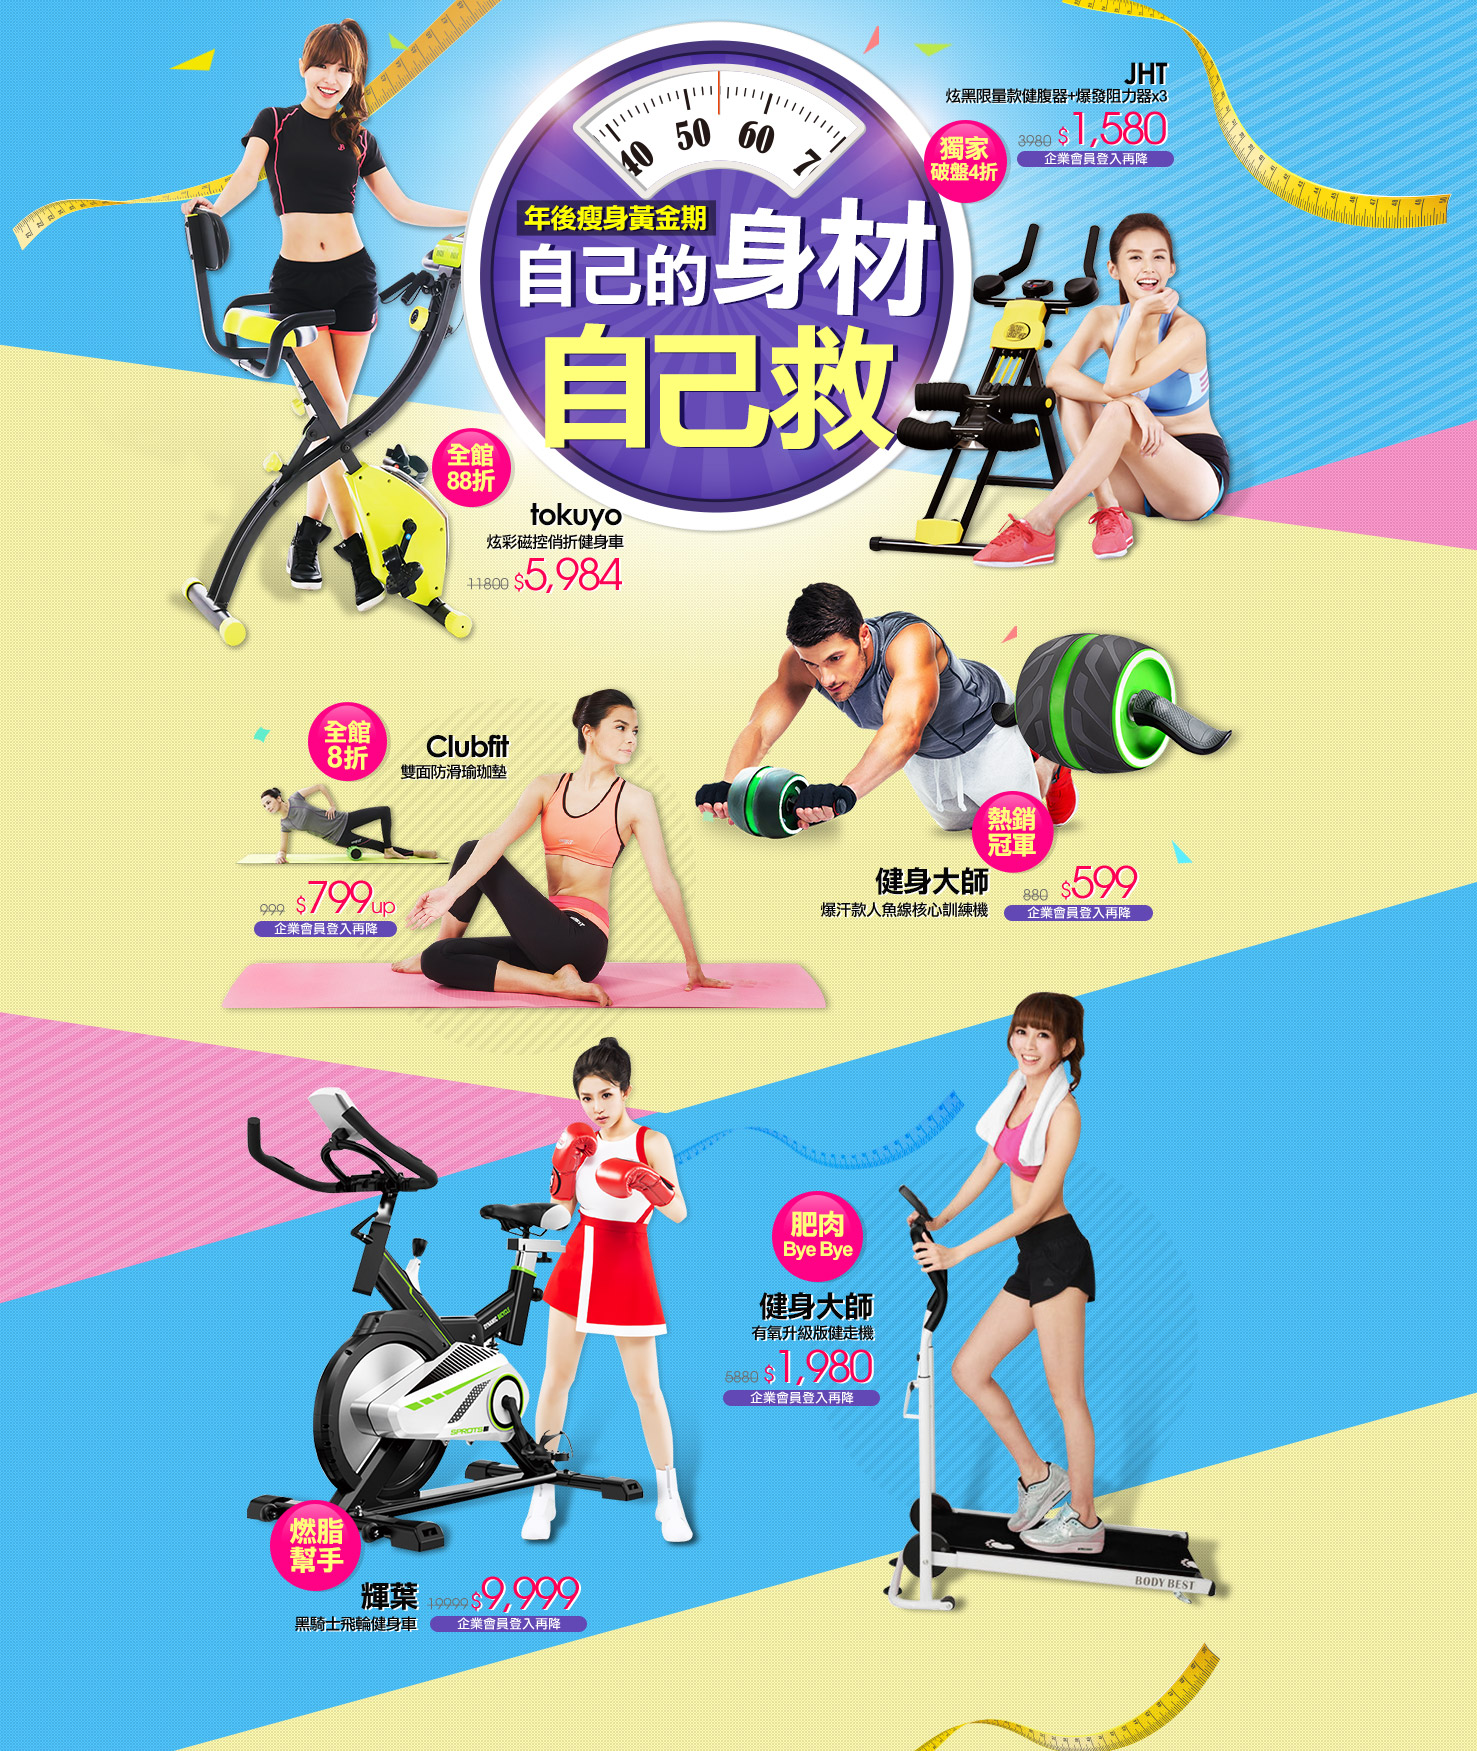 40 50 60 7
年後瘦身黃金期
自己的身材
自己救
JHT
炫黑限量款健腹器+爆發阻力器x3
獨家
破盤4折
3980 $1,580
企業會員登入再降
全館
88折
tokuyo
炫彩磁控俏折健身車
11800 $5,984
全館
8折
Clubfit
雙面防滑瑜珈墊
999 $799up
企業會員登入再降
熱銷
冠軍
健身大師
爆汗款人魚線核心訓練機
880 $599
企業會員登入再降
肥肉
Bye Bye
健身大師
有氧升級版健走機
5880 $1,980
企業會員登入再降
SPROTS
BODY BEST
燃脂
幫手
輝葉
黑騎士飛輪健身車
19999 $9,999
企業會員登入再降